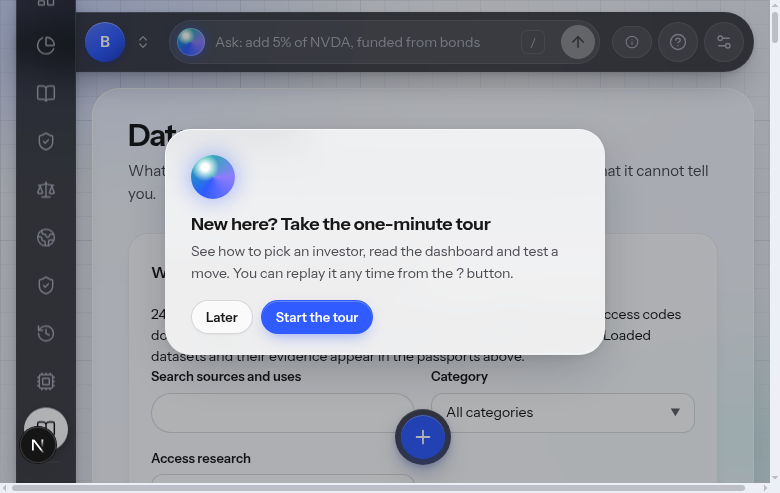 B
Ask: add 5% of NVDA, funded from bonds
/
Dat
What
at it cannot tell
you.
New here? Take the one-minute tour
See how to pick an investor, read the dashboard and test a
move. You can replay it any time from the ? button.
Later
Start the tour
W
24
ccess codes
do
Loaded
datasets and their evidence appear in the passports above.
Search sources and uses
Category
All categories
Access research
N